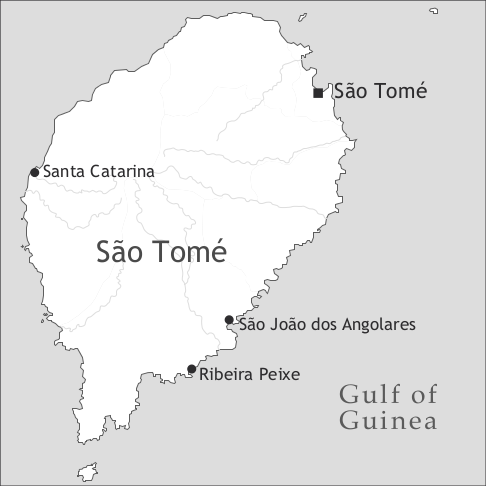 São Tomé
Santa Catarina
São Tomé
São João dos Angolares
Ribeira Peixe
Gulf of
Guinea